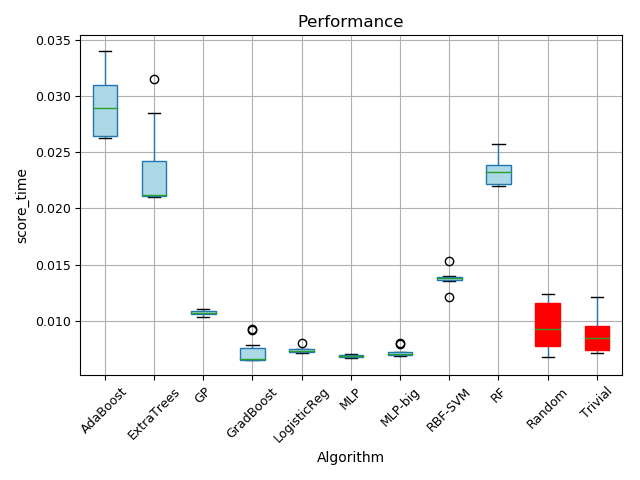 Performance
0.035
0.030
0.025
0.020
0.015
0.010
score_time
AdaBoost
ExtraTrees
GP
GradBoost
LogisticReg
MLP
MLP-big
RBF-SVM
RF
Random
Trivial
Algorithm